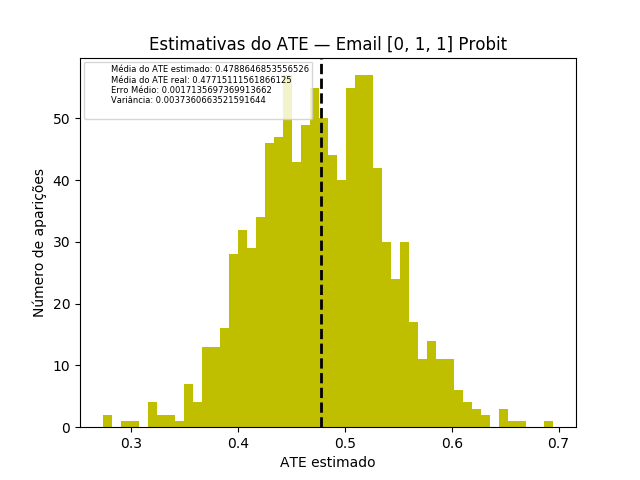 Estimativas do ATE — Email [0, 1, 1] Probit
Média do ATE estimado: 0.4788646853556526
Média do ATE real: 0.47715111561866125
Erro Médio: 0.0017135697369913662
Variância: 0.0037360663521591644
Número de aparições
50
40
30
20
10
0
0.3 0.4 0.5 0.6 0.7
ATE estimado